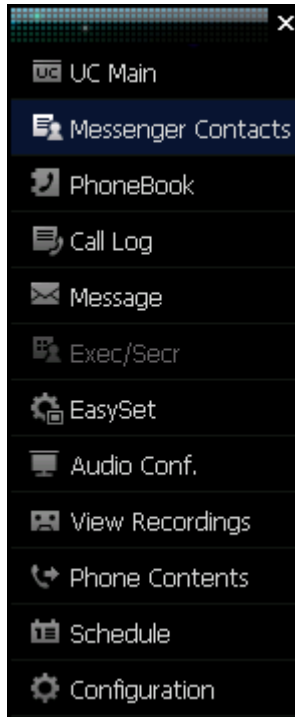 UC UC Main
Messenger Contacts
PhoneBook
Call Log
Message
Exec/Secr
EasySet
Audio Conf.
View Recordings
Phone Contents
Schedule
Configuration